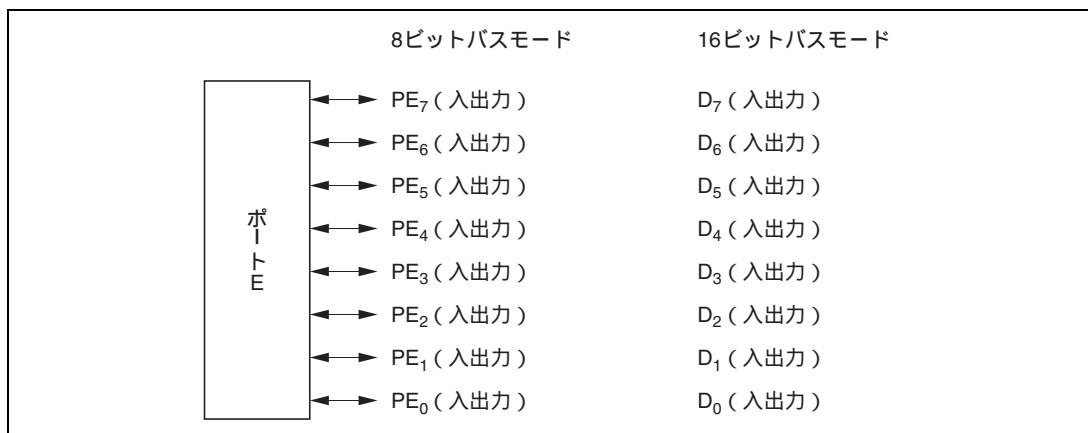 8ビットバスモード 16ビットバスモード
ポートE
PE7 ( 入出力 ) D7 ( 入出力 )
PE6 ( 入出力 ) D6 ( 入出力 )
PE5 ( 入出力 ) D5 ( 入出力 )
PE4 ( 入出力 ) D4 ( 入出力 )
PE3 ( 入出力 ) D3 ( 入出力 )
PE2 ( 入出力 ) D2 ( 入出力 )
PE1 ( 入出力 ) D1 ( 入出力 )
PE0 ( 入出力 ) D0 ( 入出力 )